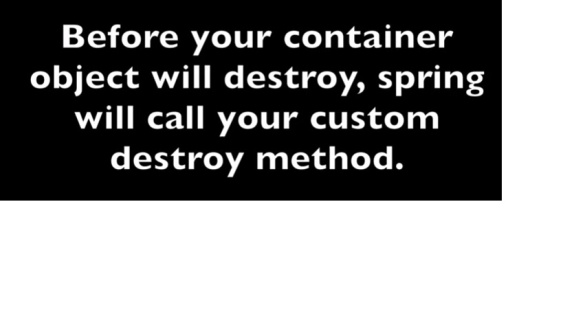 Before your container
object will destroy, spring
will call your custom
destroy method.